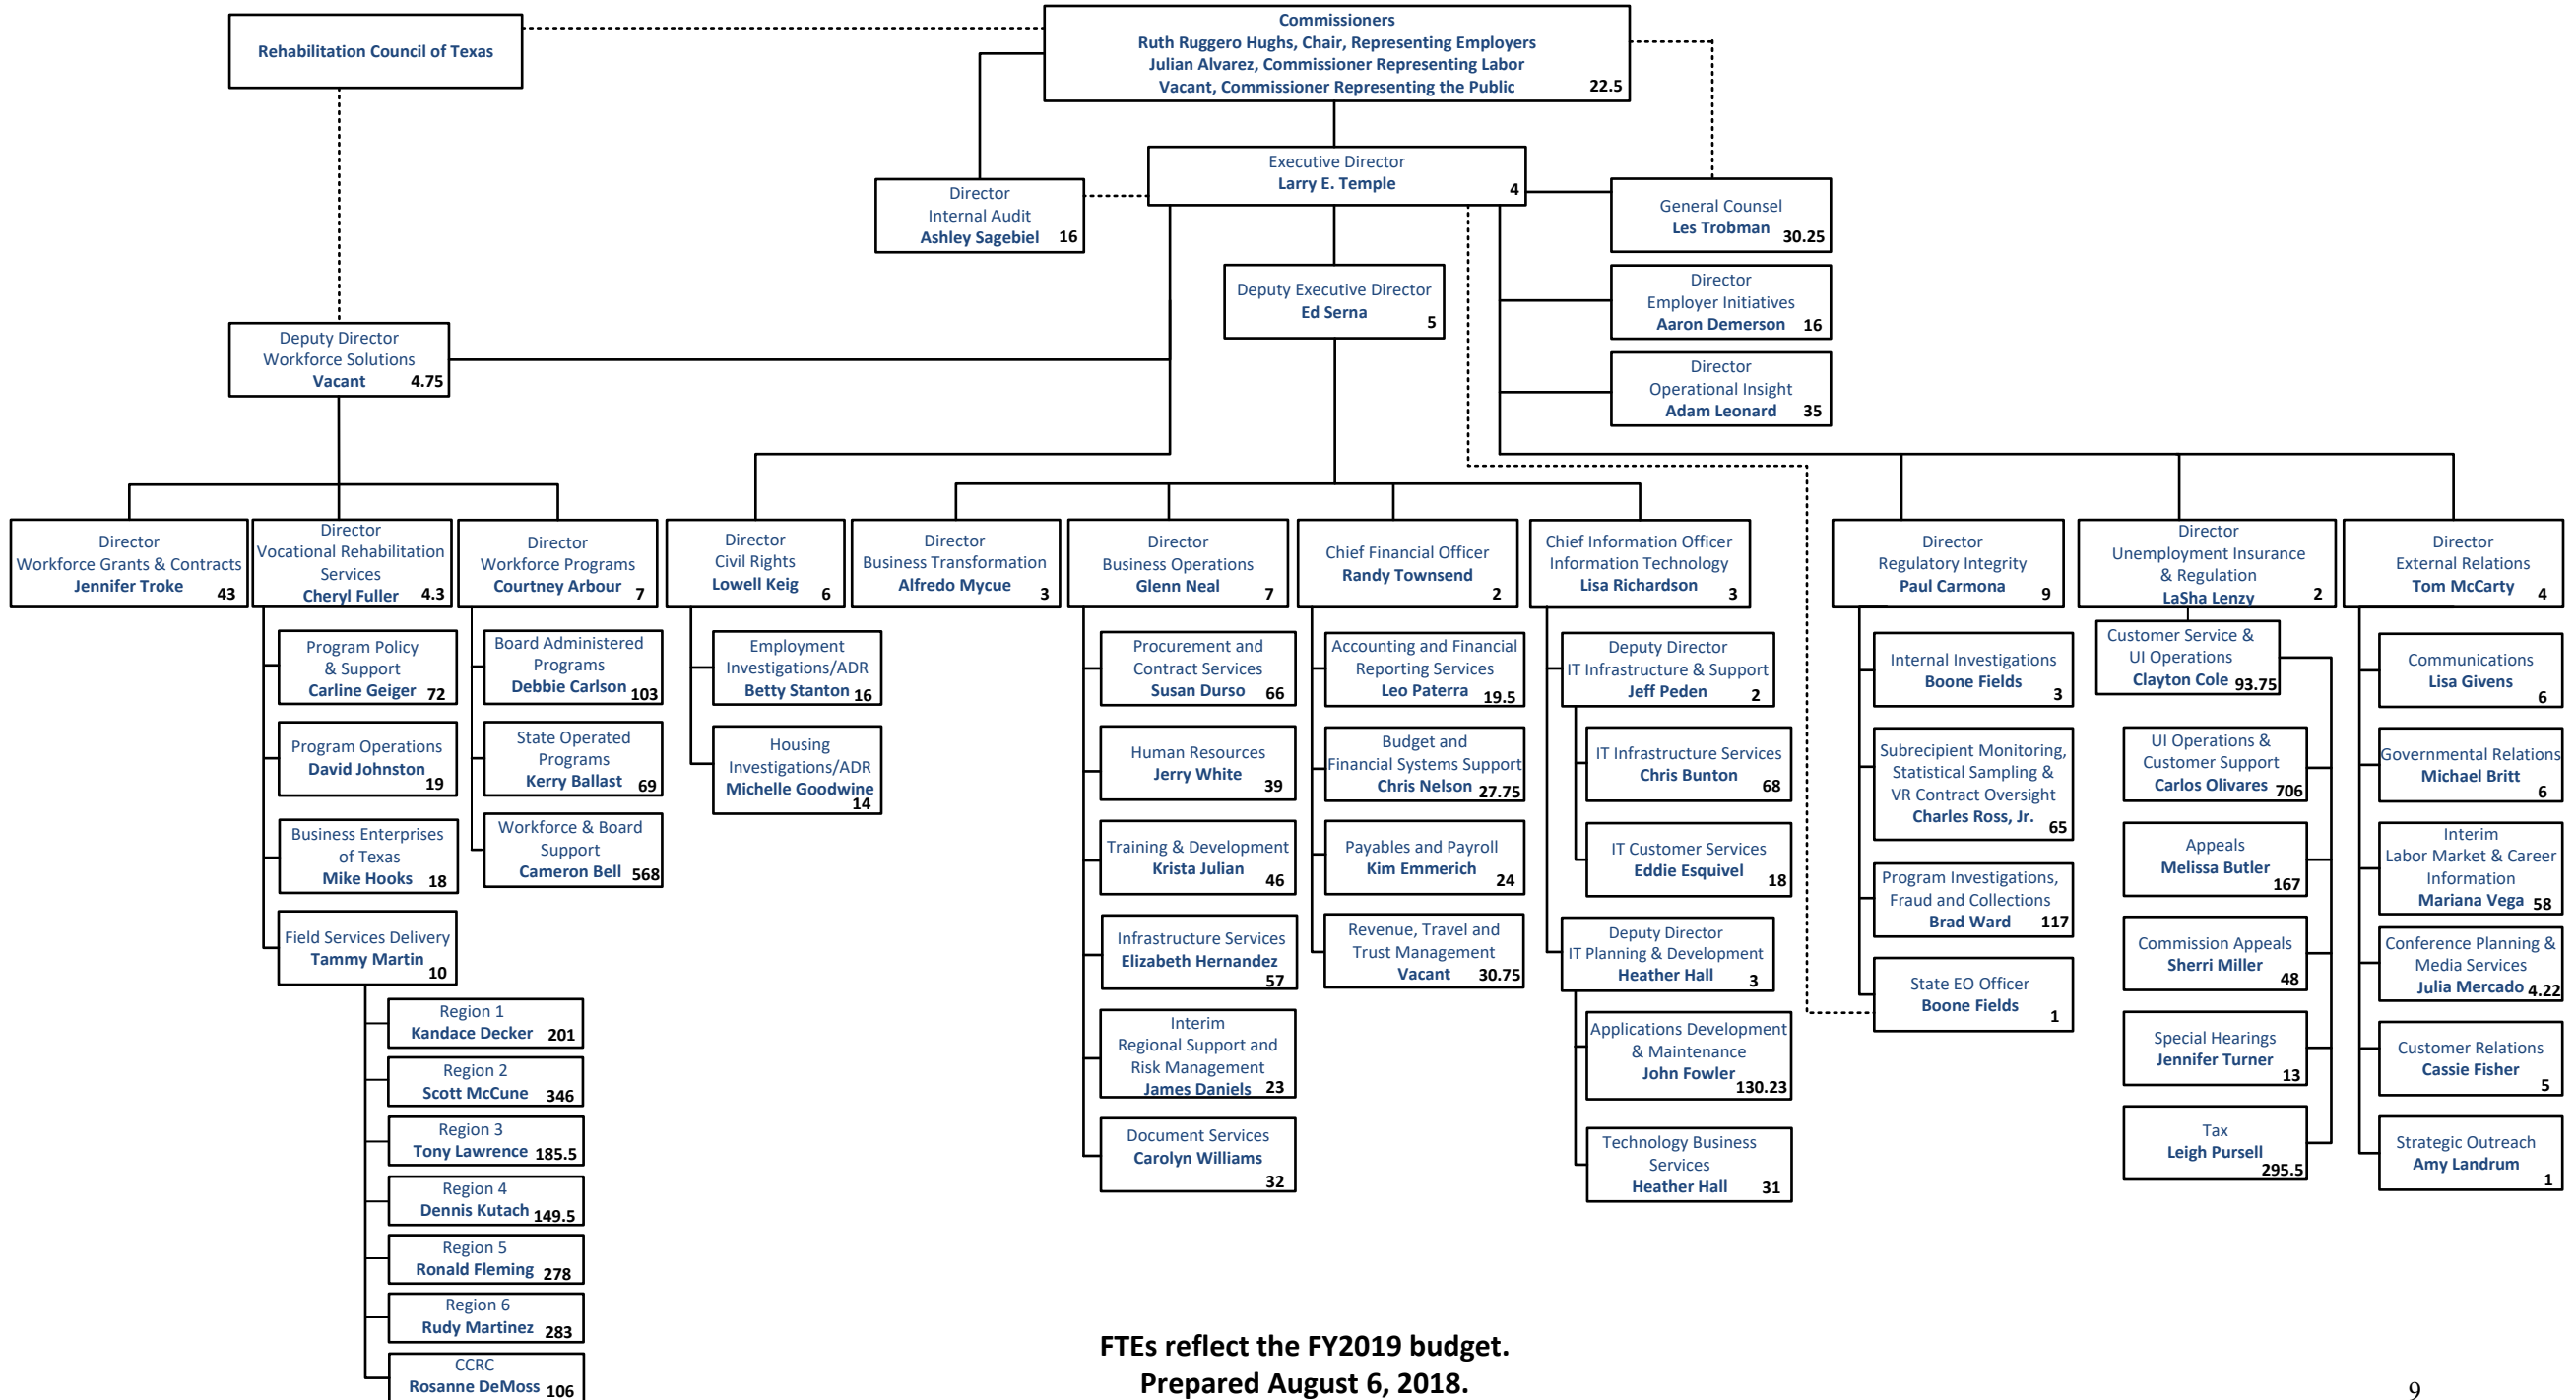 Rehabilitation Council of Texas
Commissioners
Ruth Ruggero Hughs, Chair, Representing Employers
Julian Alvarez, Commissioner Representing Labor
Vacant, Commissioner Representing the Public 22.5
Executive Director
Larry E. Temple 4
Director
Internal Audit
Ashley Sagebiel 16
General Counsel
Les Trobman 30.25
Deputy Executive Director
Ed Serna 5
Director
Employer Initiatives
Aaron Demerson 16
Deputy Director
Workforce Solutions
Vacant 4.75
Director
Operational Insight
Adam Leonard 35
Director
Workforce Grants & Contracts
Jennifer Troke 43
Director
Vocational Rehabilitation
Services
Cheryl Fuller 4.3
Program Policy
& Support
Carline Geiger 72
Program Operations
David Johnston
19
Business Enterprises
of Texas
Mike Hooks 18
Field Services Delivery
Tammy Martin
10
Region 1
Kandace Decker 201
Region 2
Scott McCune 346
Region 3
Tony Lawrence 185.5
Region 4
Dennis Kutach 149.5
Region 5
Ronald Fleming 278
Region 6
Rudy Martinez 283
CCRC
Rosanne DeMoss 106
Director
Workforce Programs
Courtney Arbour 7
Board Administered
Programs
Debbie Carlson 103
State Operated
Programs
Kerry Ballast 69
Workforce & Board
Support
Cameron Bell 568
Director
Civil Rights
Lowell Keig 6
Employment
Investigations/ADR
Betty Stanton 16
Housing
Investigations/ADR
Michelle Goodwine
14
Director
Business Transformation
Alfredo Mycue 3
Director
Business Operations
Glenn Neal 7
Procurement and
Contract Services
Susan Durso 66
Human Resources
Jerry White 39
Training & Development
Krista Julian 46
Infrastructure Services
Elizabeth Hernandez
57
Interim
Regional Support and
Risk Management
James Daniels 23
Document Services
Carolyn Williams
32
Chief Financial Officer
Randy Townsend
2
Accounting and Financial
Reporting Services
Leo Paterra 19.5
Budget and
Financial Systems Support
Chris Nelson 27.75
Payables and Payroll
Kim Emmerich 24
Revenue, Travel and
Trust Management
Vacant 30.75
Chief Information Officer
Information Technology
Lisa Richardson 3
Deputy Director
IT Infrastructure & Support
Jeff Peden 2
IT Infrastructure Services
Chris Bunton 68
IT Customer Services
Eddie Esquivel 18
Deputy Director
IT Planning & Development
Heather Hall 3
Applications Development
& Maintenance
John Fowler
130.23
Technology Business
Services
Heather Hall 31
Director
Regulatory Integrity
Paul Carmona 9
Internal Investigations
Boone Fields
3
Subrecipient Monitoring,
Statistical Sampling &
VR Contract Oversight
Charles Ross, Jr. 65
Program Investigations,
Fraud and Collections
Brad Ward 117
State EO Officer
Boone Fields
1
Director
Unemployment Insurance
& Regulation
LaSha Lenzy 2
Customer Service &
UI Operations
Clayton Cole 93.75
UI Operations &
Customer Support
Carlos Olivares 706
Appeals
Melissa Butler
167
Commission Appeals
Sherri Miller
48
Special Hearings
Jennifer Turner
13
Tax
Leigh Pursell
295.5
Director
External Relations
Tom McCarty 4
Communications
Lisa Givens
6
Governmental Relations
Michael Britt
6
Interim
Labor Market & Career
Information
Mariana Vega 58
Conference Planning &
Media Services
Julia Mercado 4.22
Customer Relations
Cassie Fisher
5
Strategic Outreach
Amy Landrum
1
FTEs reflect the FY2019 budget.
Prepared August 6, 2018.
9